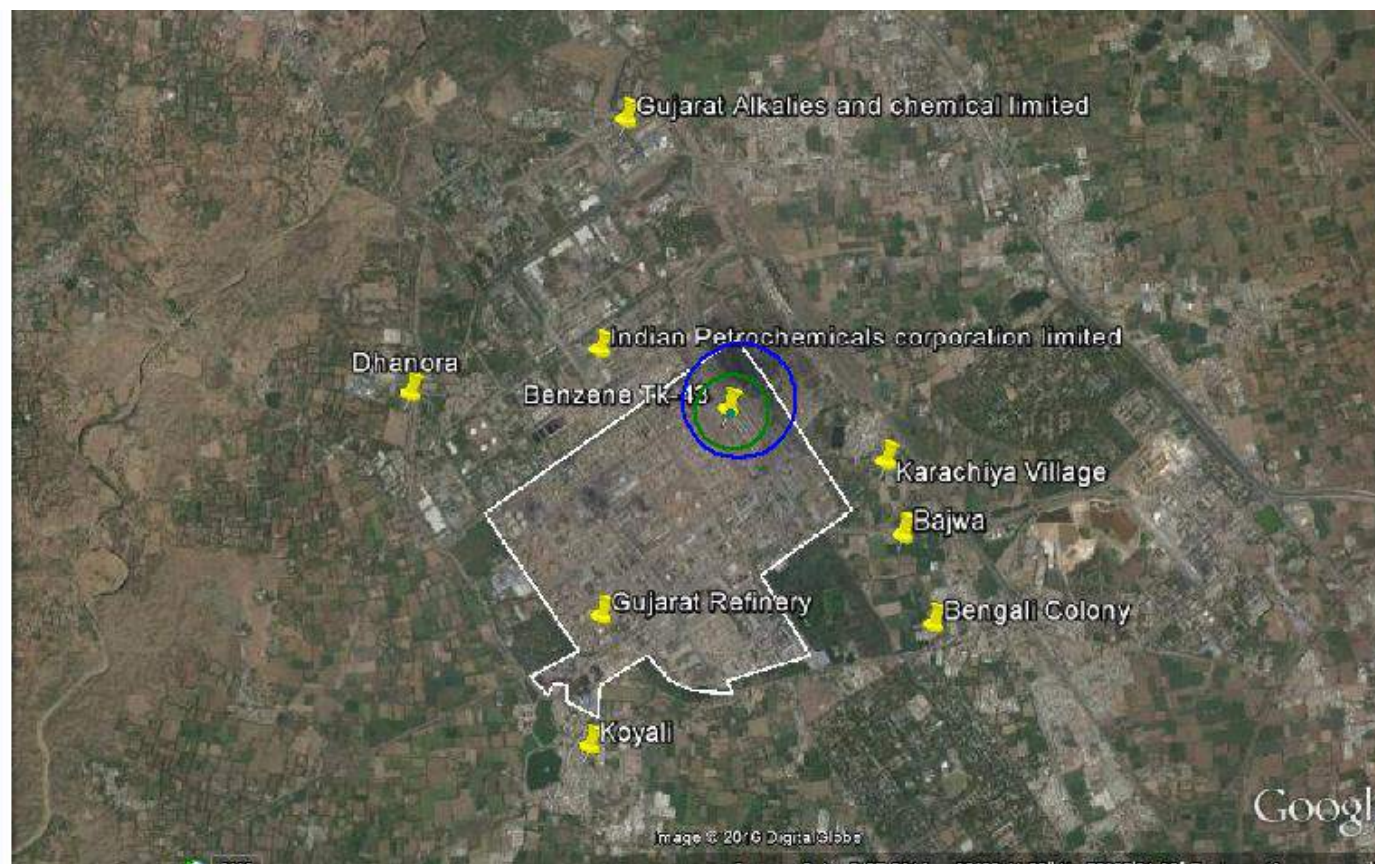 Gujarat Alkalies and chemical limited
Indian Petrochemicals corporation limited
Dhanora
Benzene Tk-43
Karachiya Village
Bajwa
Gujarat Refinery
Bengali Colony
Koyali
Googl
Image © 2016 DigitalGlobe